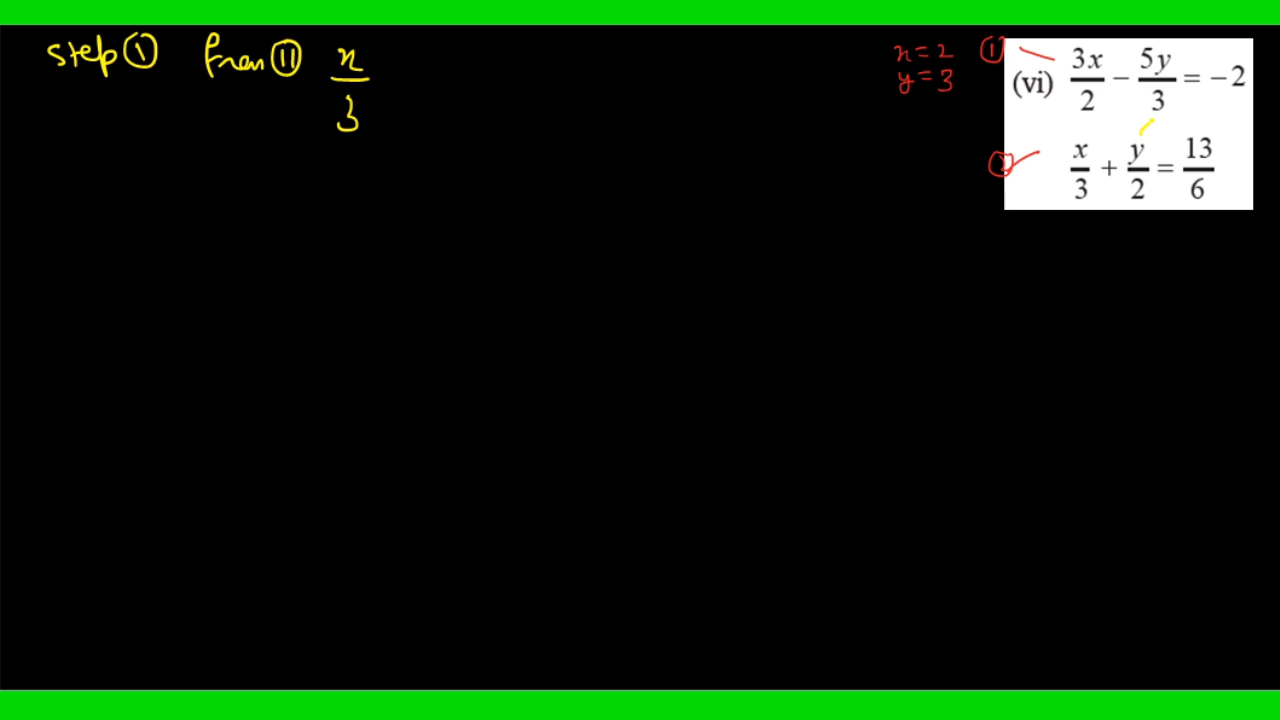 step ① from ⑪ x/3
x = 2 ①
y = 3
(vi) 3x/2 − 5y/3 = −2
② x/3 + y/2 = 13/6